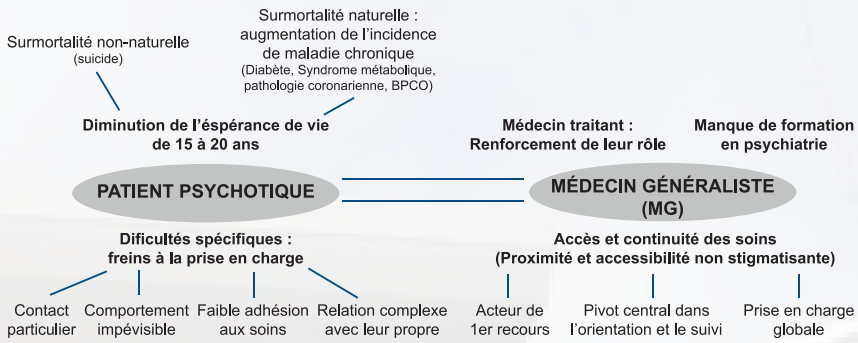 Surmortalité non-naturelle
(suicide)
Surmortalité naturelle :
augmentation de l'incidence
de maladie chronique
(Diabète, Syndrome métabolique,
pathologie coronarienne, BPCO)
Diminution de l'éspérance de vie
de 15 à 20 ans
Médecin traitant :
Renforcement de leur rôle
Manque de formation
en psychiatrie
PATIENT PSYCHOTIQUE
MÉDECIN GÉNÉRALISTE
(MG)
Dificultés spécifiques :
freins à la prise en charge
Accès et continuité des soins
(Proximité et accessibilité non stigmatisante)
Contact
particulier
Comportement
impévisible
Faible adhésion
aux soins
Relation complexe
avec leur propre
Acteur de
1er recours
Pivot central dans
l'orientation et le suivi
Prise en charge
globale